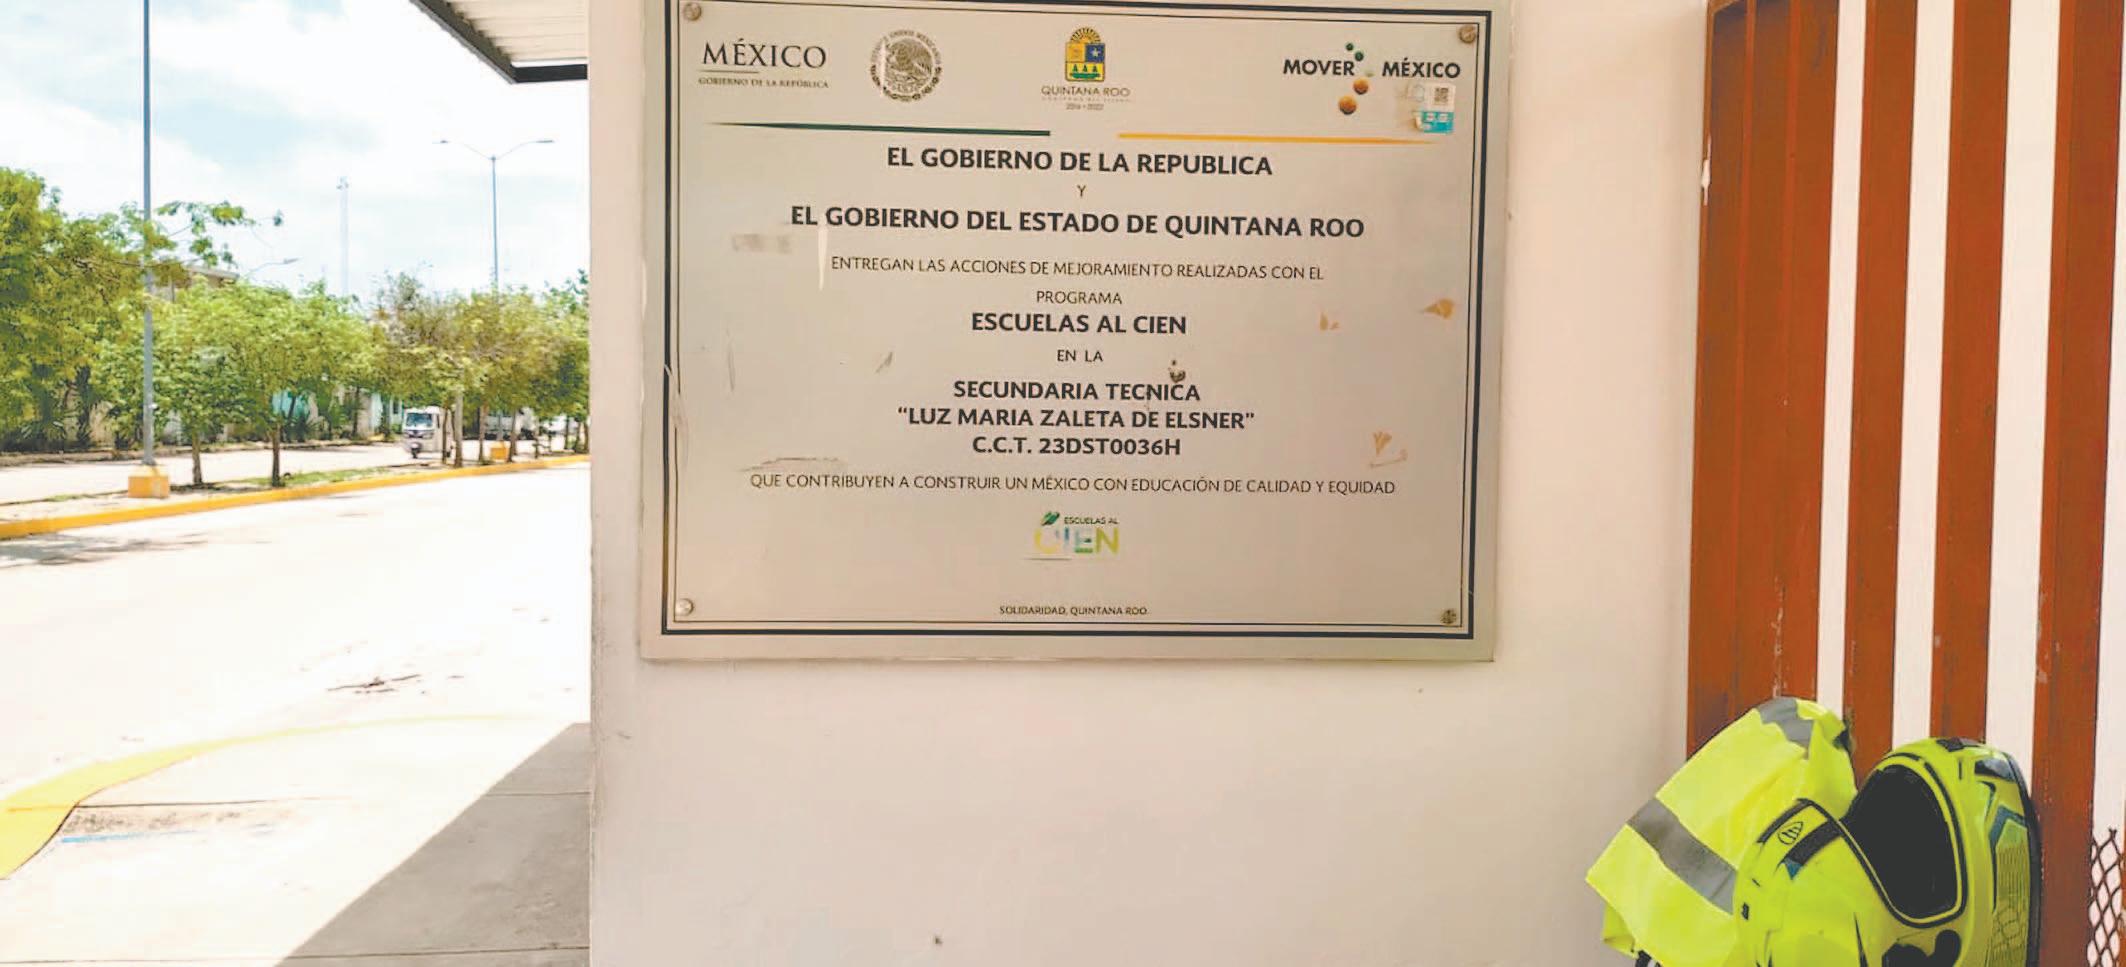 MÉXICO
GOBIERNO DE LA REPÚBLICA
QUINTANA ROO
MOVER MÉXICO
EL GOBIERNO DE LA REPUBLICA
Y
EL GOBIERNO DEL ESTADO DE QUINTANA ROO
ENTREGAN LAS ACCIONES DE MEJORAMIENTO REALIZADAS CON EL
PROGRAMA
ESCUELAS AL CIEN
EN LA
SECUNDARIA TECNICA
“LUZ MARIA ZALETA DE ELSNER"
C.C.T. 23DST0036H
QUE CONTRIBUYEN A CONSTRUIR UN MÉXICO CON EDUCACIÓN DE CALIDAD Y EQUIDAD
ESCUELAS AL
CIEN
SOLIDARIDAD, QUINTANA ROO.